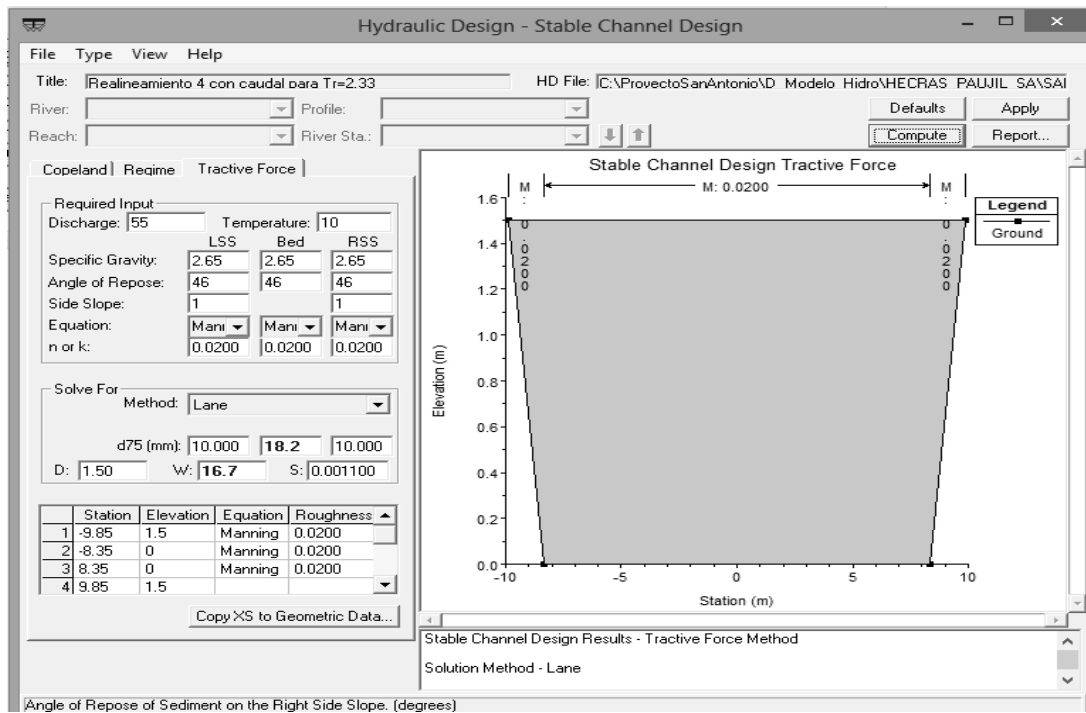 Hydraulic Design - Stable Channel Design
File Type View Help
Title: Realineamiento 4 con caudal para Tr=2.33 HD File: C:\ProyectoSanAntonio\D_Modelo_Hidro\HECRAS_PAUJIL_SA\SAI
River: Profile: Defaults Apply
Reach: River Sta.: Compute Report...
Copeland Regime Tractive Force
Required Input
Discharge: 55 Temperature: 10
LSS Bed RSS
Specific Gravity: 2.65 2.65 2.65
Angle of Repose: 46 46 46
Side Slope: 1 1
Equation: Mani Mani Mani
n or k: 0.0200 0.0200 0.0200
Solve For
Method: Lane
d75 (mm): 10.000 18.2 10.000
D: 1.50 W: 16.7 S: 0.001100
Station Elevation Equation Roughness
1 -9.85 1.5 Manning 0.0200
2 -8.35 0 Manning 0.0200
3 8.35 0 Manning 0.0200
4 9.85 1.5
Copy XS to Geometric Data...
Stable Channel Design Tractive Force
M: 0.0200 M: 0.0200 M: 0.0200
Legend
Ground
1.6
1.4
1.2
1.0
0.8
0.6
0.4
0.2
0.0
Elevation (m)
-10 -5 0 5 10
Station (m)
Stable Channel Design Results - Tractive Force Method
Solution Method - Lane
Angle of Repose of Sediment on the Right Side Slope. (degrees)